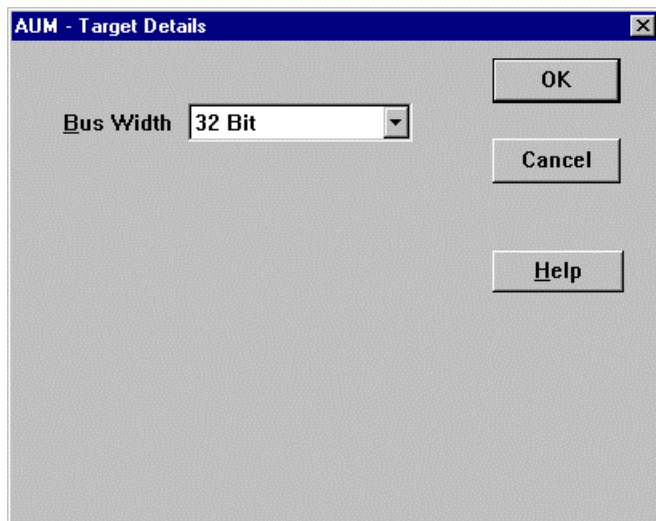 AUM - Target Details
OK
Bus Width 32 Bit
Cancel
Help